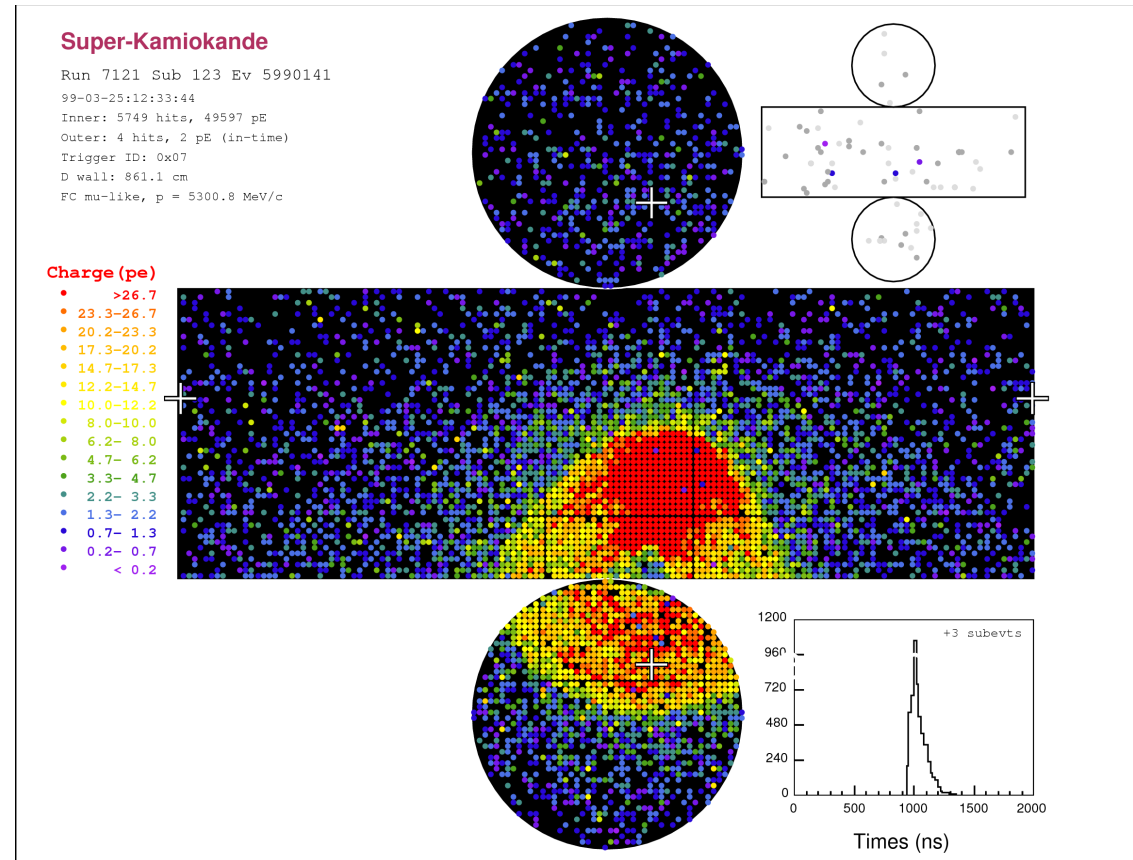 Super-Kamiokande
Run 7121 Sub 123 Ev 5990141
99-03-25:12:33:44
Inner: 5749 hits, 49597 pE
Outer: 4 hits, 2 pE (in-time)
Trigger ID: 0x07
D wall: 861.1 cm
FC mu-like, p = 5300.8 MeV/c
Charge(pe)
>26.7
23.3-26.7
20.2-23.3
17.3-20.2
14.7-17.3
12.2-14.7
10.0-12.2
8.0-10.0
6.2- 8.0
4.7- 6.2
3.3- 4.7
2.2- 3.3
1.3- 2.2
0.7- 1.3
0.2- 0.7
< 0.2
+3 subevts
1200
960
720
480
240
0
0 500 1000 1500 2000
Times (ns)